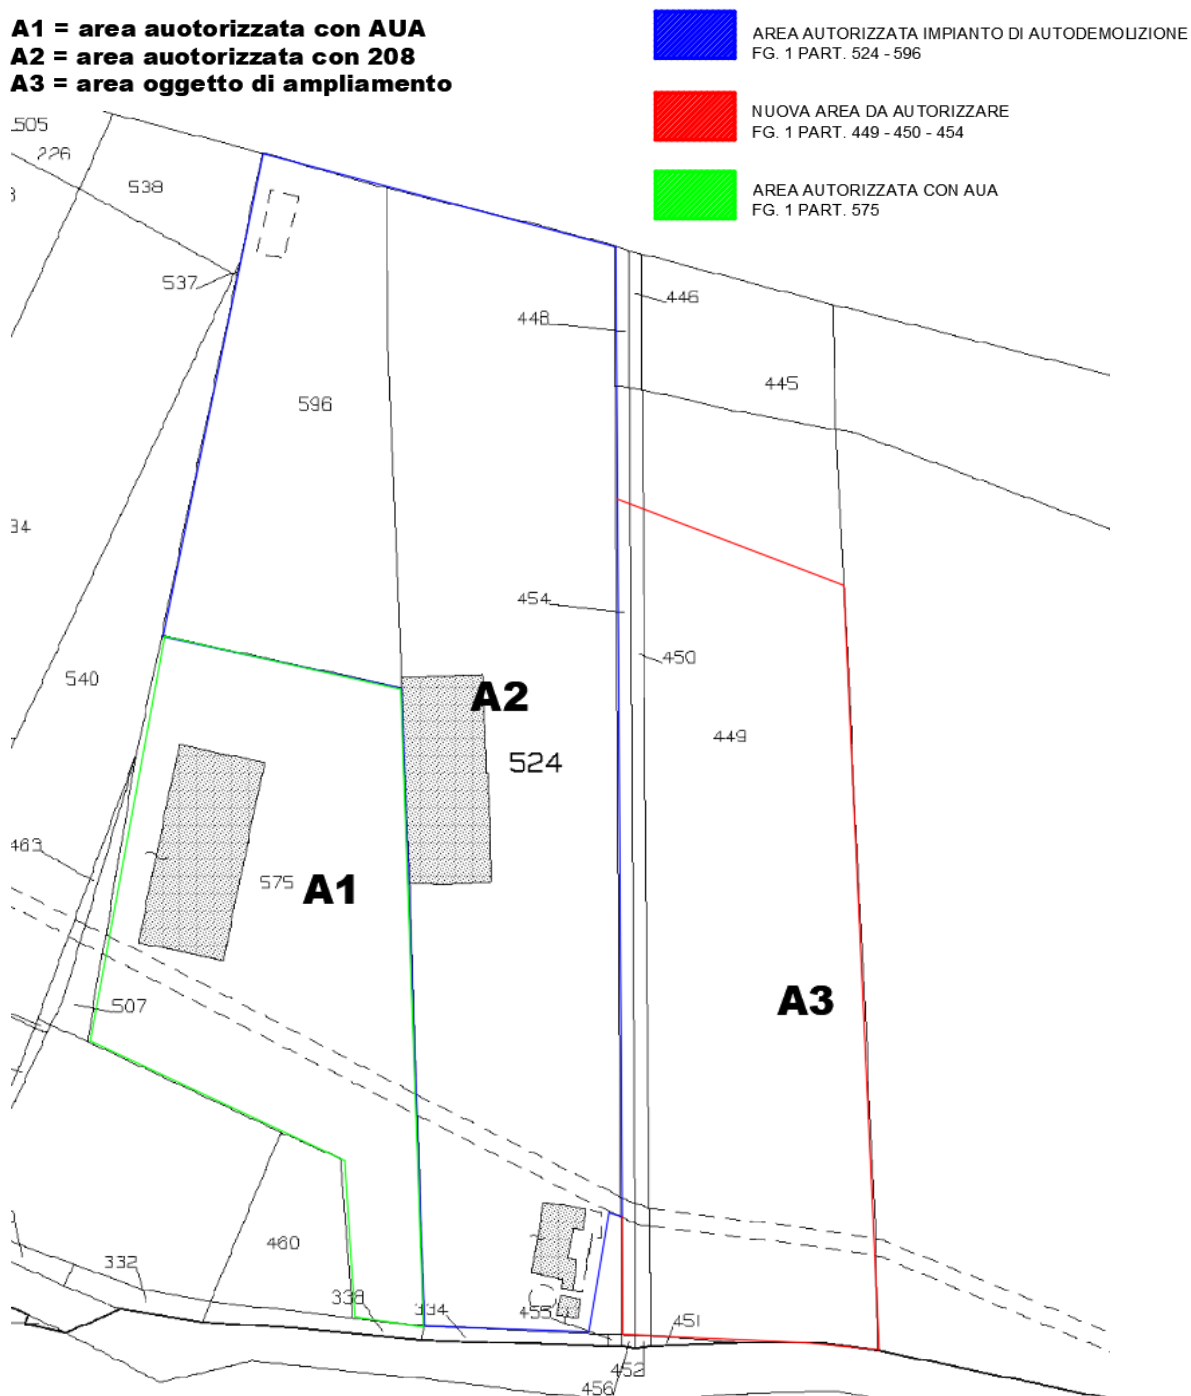 A1 = area auotorizzata con AUA
A2 = area auotorizzata con 208
A3 = area oggetto di ampliamento
AREA AUTORIZZATA IMPIANTO DI AUTODEMOLIZIONE
FG. 1 PART. 524 - 596
NUOVA AREA DA AUTORIZZARE
FG. 1 PART. 449 - 450 - 454
AREA AUTORIZZATA CON AUA
FG. 1 PART. 575
505
226
538
537
446
448
445
596
34
454
450
540
A2
449
524
463
575
A1
507
A3
460
332
338
334
455
451
452
456